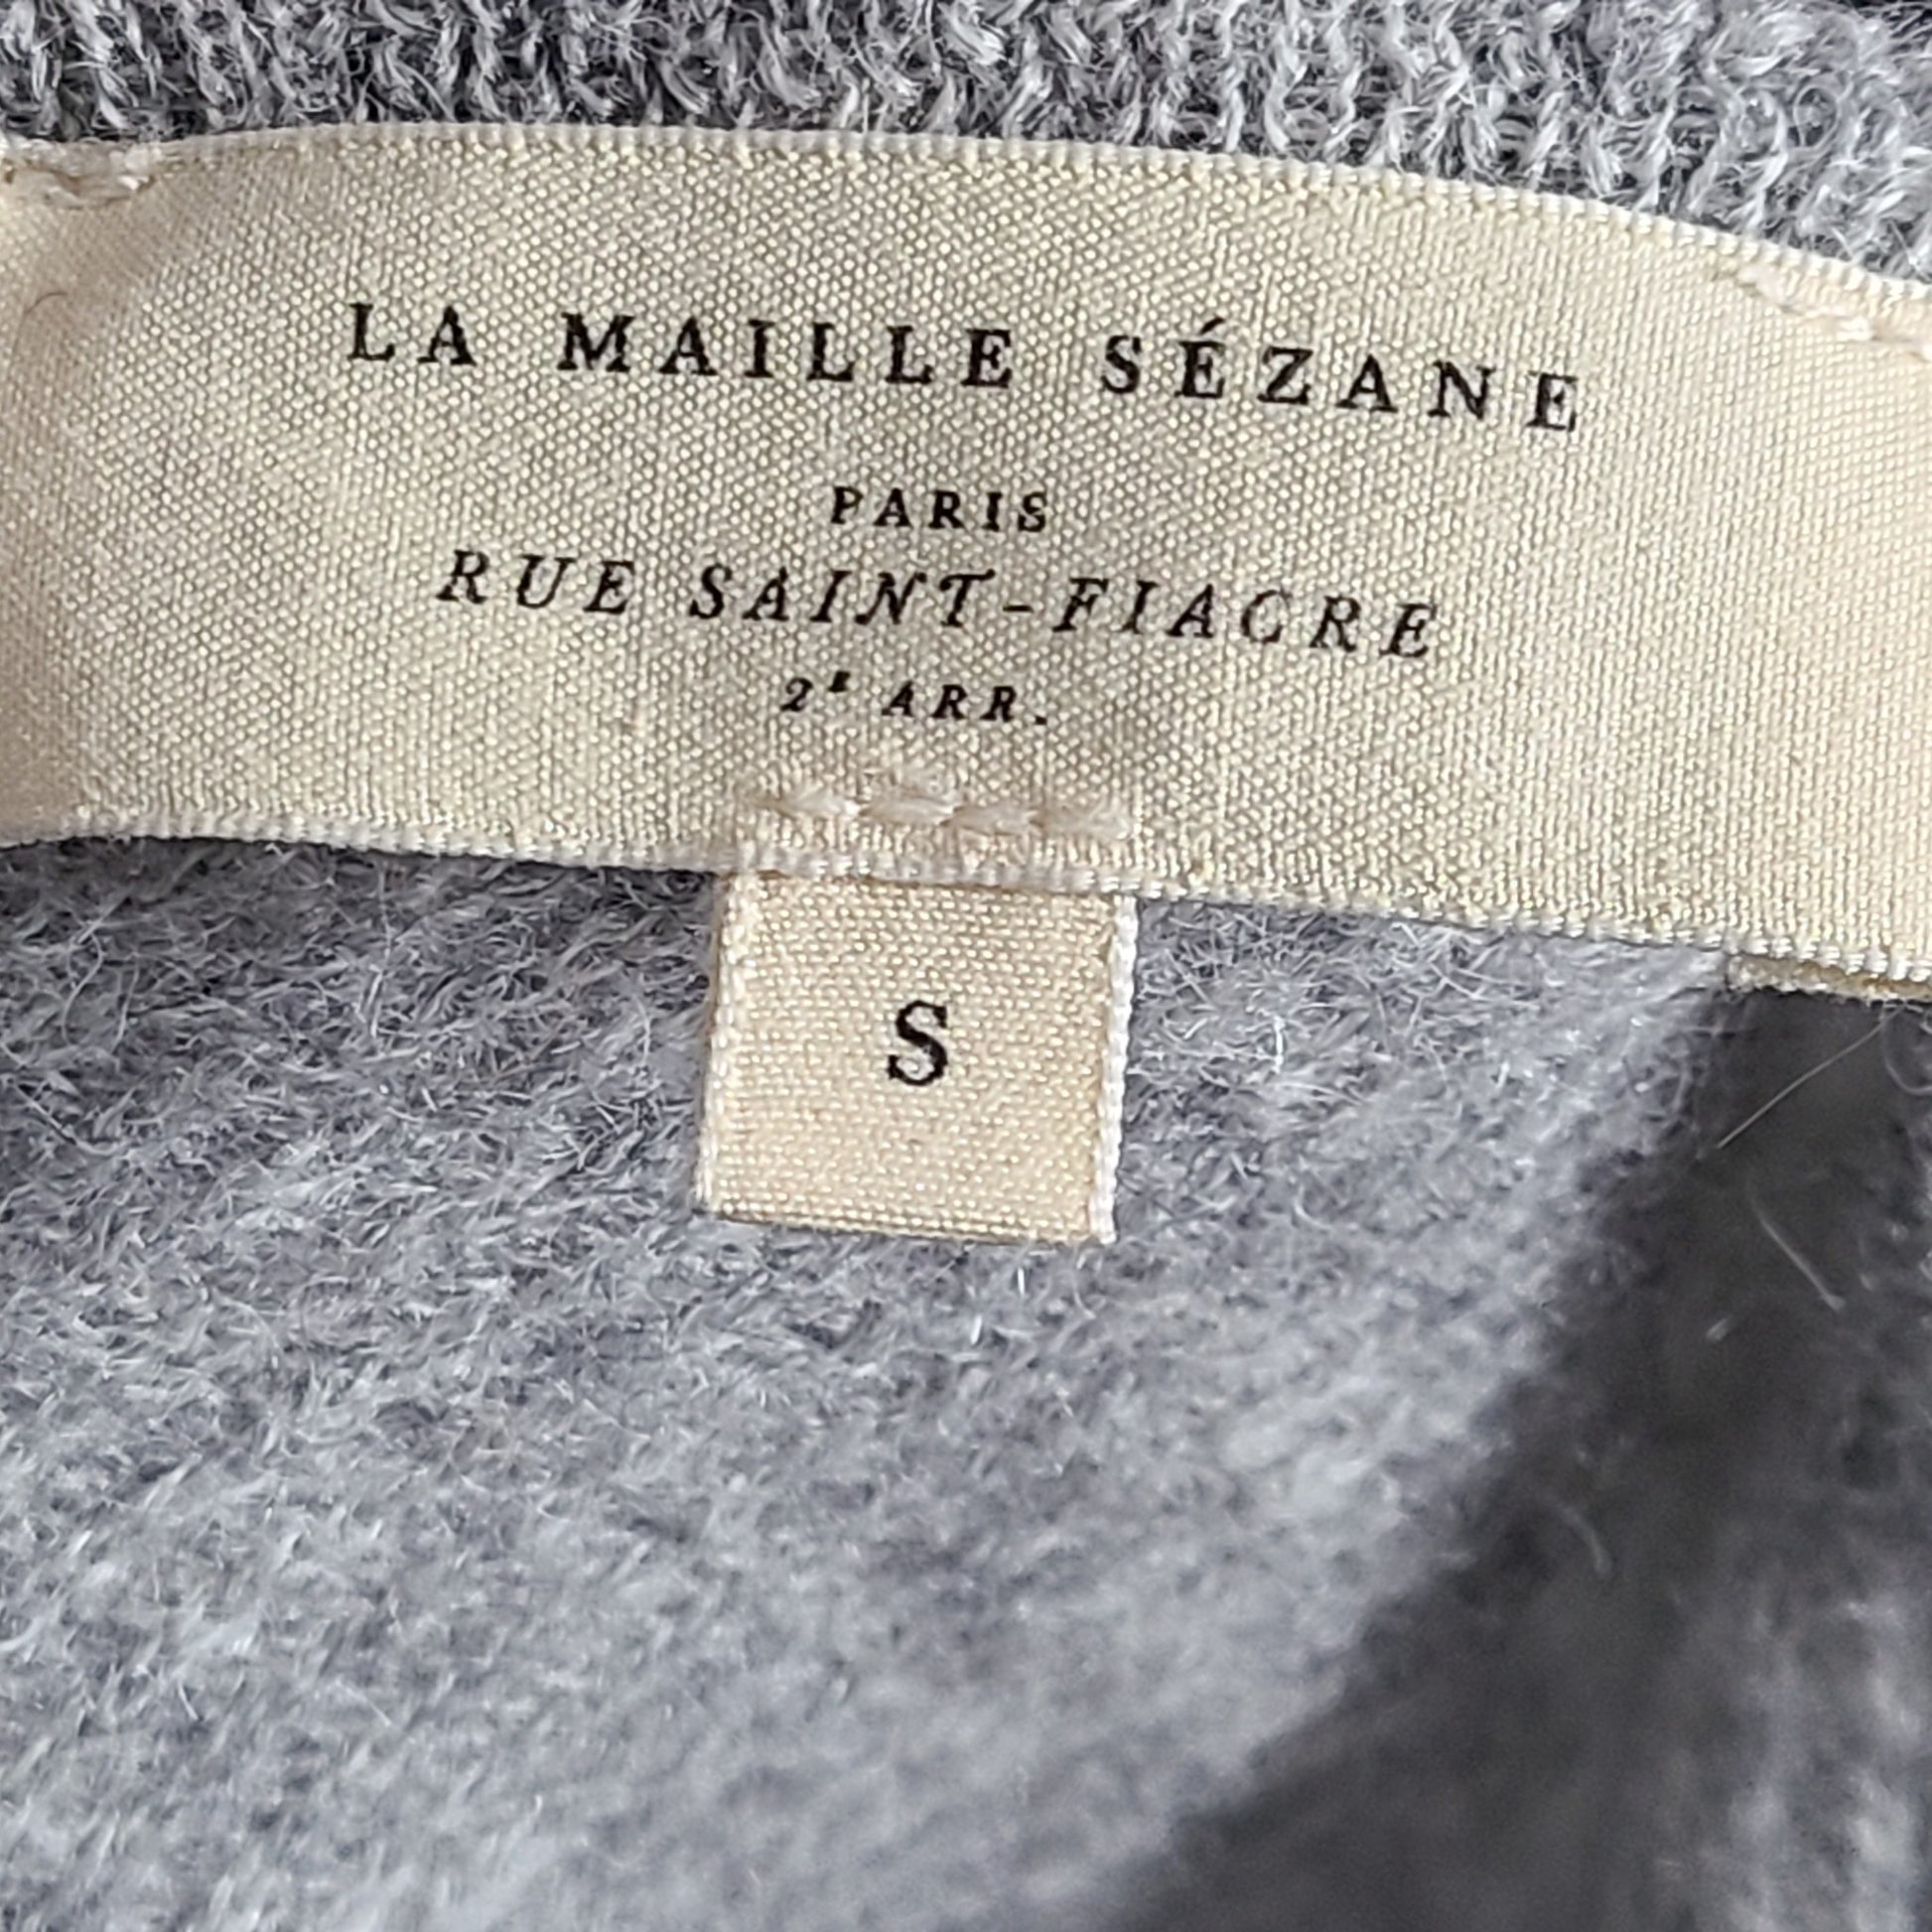 LA MAILLE SÉZANE
PARIS
RUE SAINT-FIACRE
2E ARR.
S